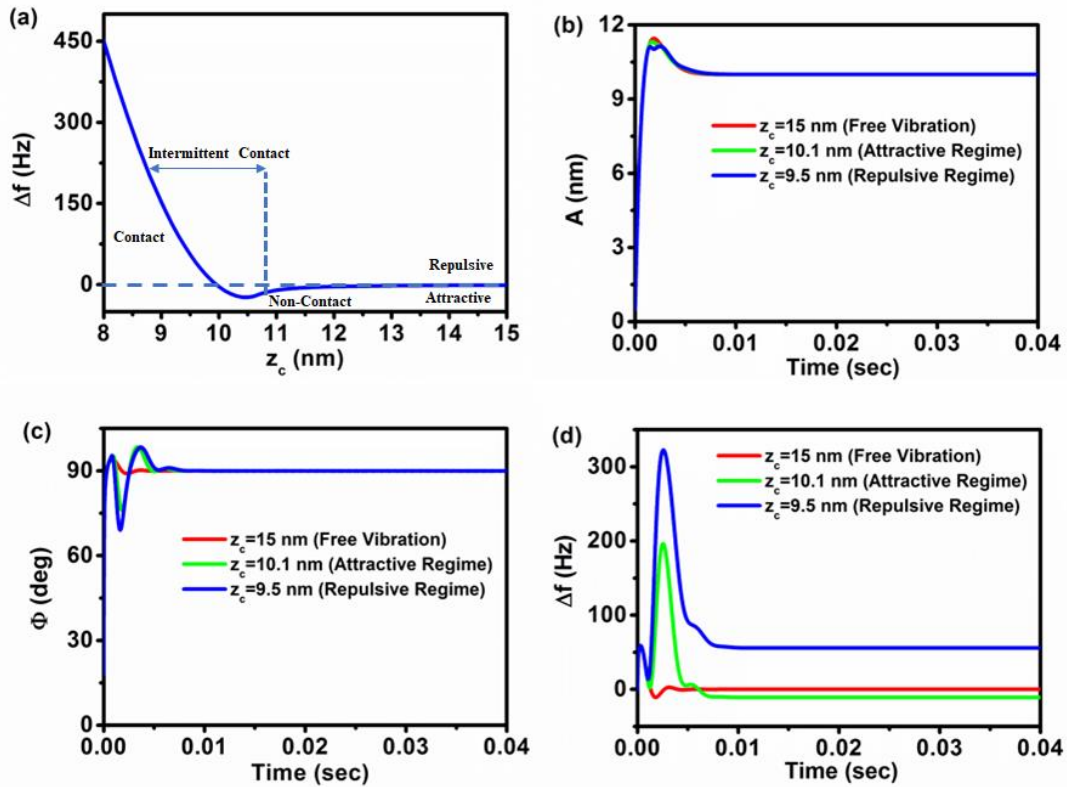 (a)
450
300
150
0
Δf (Hz)
Intermittent Contact
Contact
Repulsive
Non-Contact
Attractive
8 9 10 11 12 13 14 15
z_c (nm)
(b)
12
9
6
3
0
A (nm)
z_c=15 nm (Free Vibration)
z_c=10.1 nm (Attractive Regime)
z_c=9.5 nm (Repulsive Regime)
0.00 0.01 0.02 0.03 0.04
Time (sec)
(c)
90
60
30
0
Φ (deg)
z_c=15 nm (Free Vibration)
z_c=10.1 nm (Attractive Regime)
z_c=9.5 nm (Repulsive Regime)
0.00 0.01 0.02 0.03 0.04
Time (sec)
(d)
300
200
100
0
Δf (Hz)
z_c=15 nm (Free Vibration)
z_c=10.1 nm (Attractive Regime)
z_c=9.5 nm (Repulsive Regime)
0.00 0.01 0.02 0.03 0.04
Time (sec)